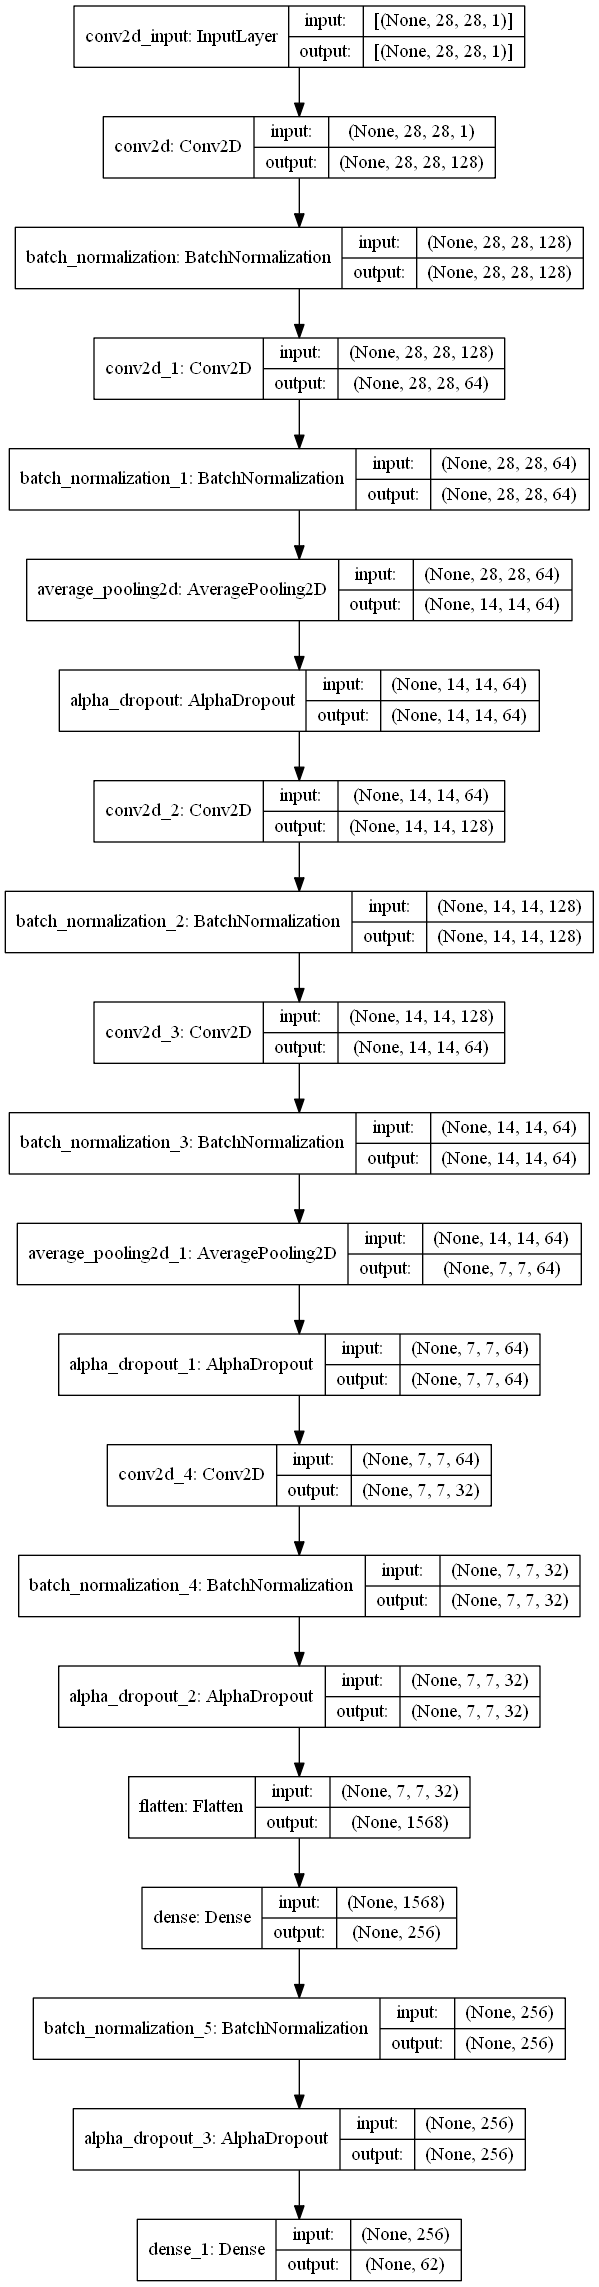 conv2d_input: InputLayer
input: [(None, 28, 28, 1)]
output: [(None, 28, 28, 1)]
conv2d: Conv2D
input: (None, 28, 28, 1)
output: (None, 28, 28, 128)
batch_normalization: BatchNormalization
input: (None, 28, 28, 128)
output: (None, 28, 28, 128)
conv2d_1: Conv2D
input: (None, 28, 28, 128)
output: (None, 28, 28, 64)
batch_normalization_1: BatchNormalization
input: (None, 28, 28, 64)
output: (None, 28, 28, 64)
average_pooling2d: AveragePooling2D
input: (None, 28, 28, 64)
output: (None, 14, 14, 64)
alpha_dropout: AlphaDropout
input: (None, 14, 14, 64)
output: (None, 14, 14, 64)
conv2d_2: Conv2D
input: (None, 14, 14, 64)
output: (None, 14, 14, 128)
batch_normalization_2: BatchNormalization
input: (None, 14, 14, 128)
output: (None, 14, 14, 128)
conv2d_3: Conv2D
input: (None, 14, 14, 128)
output: (None, 14, 14, 64)
batch_normalization_3: BatchNormalization
input: (None, 14, 14, 64)
output: (None, 14, 14, 64)
average_pooling2d_1: AveragePooling2D
input: (None, 14, 14, 64)
output: (None, 7, 7, 64)
alpha_dropout_1: AlphaDropout
input: (None, 7, 7, 64)
output: (None, 7, 7, 64)
conv2d_4: Conv2D
input: (None, 7, 7, 64)
output: (None, 7, 7, 32)
batch_normalization_4: BatchNormalization
input: (None, 7, 7, 32)
output: (None, 7, 7, 32)
alpha_dropout_2: AlphaDropout
input: (None, 7, 7, 32)
output: (None, 7, 7, 32)
flatten: Flatten
input: (None, 7, 7, 32)
output: (None, 1568)
dense: Dense
input: (None, 1568)
output: (None, 256)
batch_normalization_5: BatchNormalization
input: (None, 256)
output: (None, 256)
alpha_dropout_3: AlphaDropout
input: (None, 256)
output: (None, 256)
dense_1: Dense
input: (None, 256)
output: (None, 62)